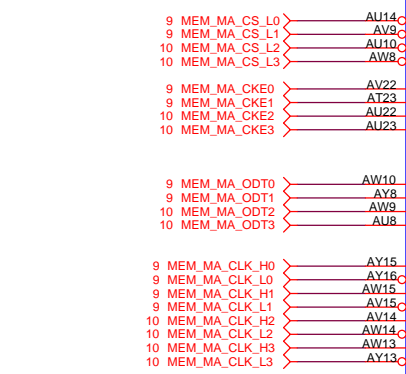 9 MEM_MA_CS_L0 AU14
9 MEM_MA_CS_L1 AV9
10 MEM_MA_CS_L2 AU10
10 MEM_MA_CS_L3 AW8
9 MEM_MA_CKE0 AV22
9 MEM_MA_CKE1 AT23
10 MEM_MA_CKE2 AU22
10 MEM_MA_CKE3 AU23
9 MEM_MA_ODT0 AW10
9 MEM_MA_ODT1 AY8
10 MEM_MA_ODT2 AW9
10 MEM_MA_ODT3 AU8
9 MEM_MA_CLK_H0 AY15
9 MEM_MA_CLK_L0 AY16
9 MEM_MA_CLK_H1 AW15
9 MEM_MA_CLK_L1 AV15
10 MEM_MA_CLK_H2 AV14
10 MEM_MA_CLK_L2 AW14
10 MEM_MA_CLK_H3 AW13
10 MEM_MA_CLK_L3 AY13